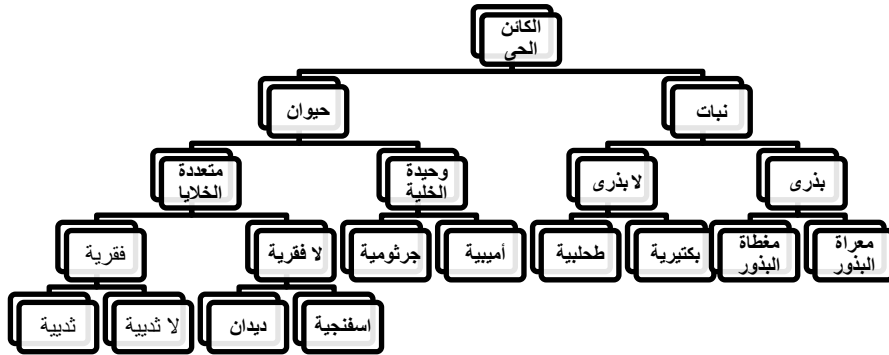 الكائن
الحى
نبات
حيوان
بذرى
لا بذرى
وحيدة
الخلية
متعددة
الخلايا
معراة
البذور
مغطاة
البذور
بكتيرية
طحلبية
أميبية
جرثومية
لا فقرية
فقرية
اسفنجية
ديدان
لا ثديية
ثديية